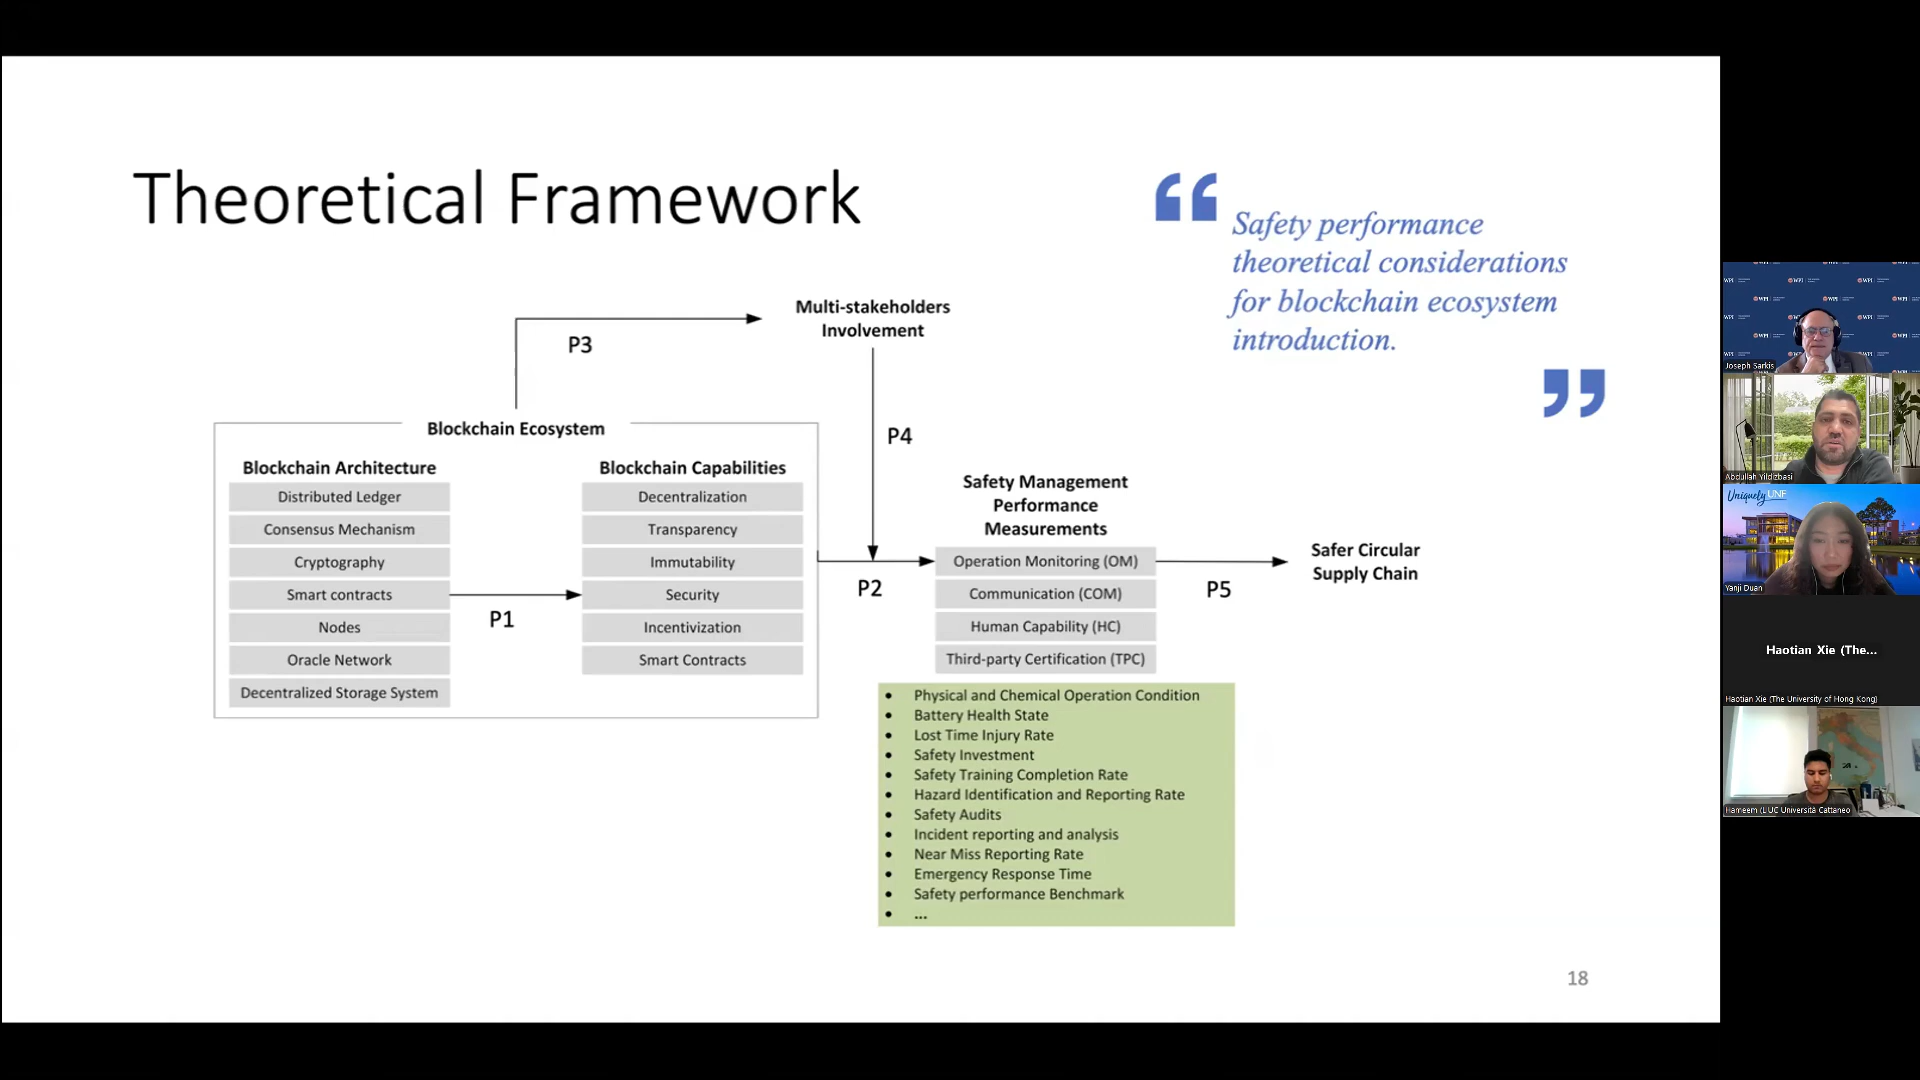 Theoretical Framework
Safety performance
theoretical considerations
for blockchain ecosystem
introduction.
Multi-stakeholders
Involvement
P3
P4
Blockchain Ecosystem
Blockchain Architecture
Distributed Ledger
Consensus Mechanism
Cryptography
Smart contracts
Nodes
Oracle Network
Decentralized Storage System
P1
Blockchain Capabilities
Decentralization
Transparency
Immutability
Security
Incentivization
Smart Contracts
P2
Safety Management
Performance
Measurements
Operation Monitoring (OM)
Communication (COM)
Human Capability (HC)
Third-party Certification (TPC)
• Physical and Chemical Operation Condition
• Battery Health State
• Lost Time Injury Rate
• Safety Investment
• Safety Training Completion Rate
• Hazard Identification and Reporting Rate
• Safety Audits
• Incident reporting and analysis
• Near Miss Reporting Rate
• Emergency Response Time
• Safety performance Benchmark
• ...
P5
Safer Circular
Supply Chain
18
WPI
Joseph Sarkis
Abdullah Yildizbasi
Uniquely UNF
Yanji Duan
Haotian Xie (The...
Haotian Xie (The University of Hong Kong)
Hameem (LIUC Università Cattaneo